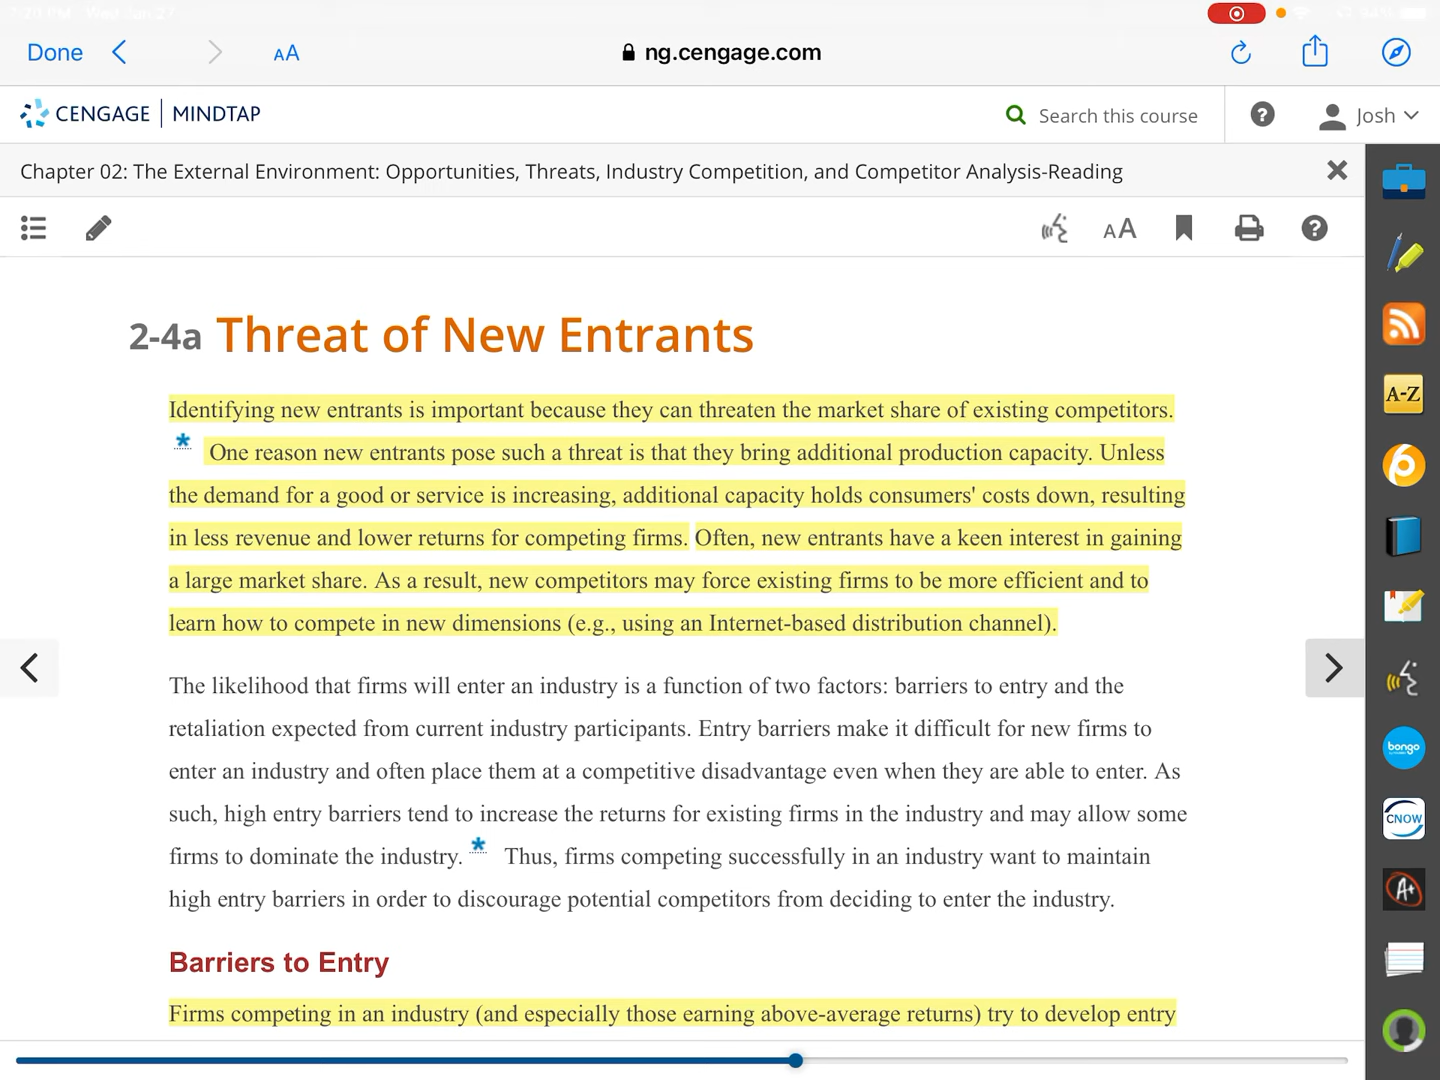 Done AA ng.cengage.com
CENGAGE MINDTAP Search this course ? Josh
Chapter 02: The External Environment: Opportunities, Threats, Industry Competition, and Competitor Analysis-Reading
AA ?
A-Z
2-4a Threat of New Entrants
Identifying new entrants is important because they can threaten the market share of existing competitors.
* One reason new entrants pose such a threat is that they bring additional production capacity. Unless
the demand for a good or service is increasing, additional capacity holds consumers' costs down, resulting
in less revenue and lower returns for competing firms. Often, new entrants have a keen interest in gaining
a large market share. As a result, new competitors may force existing firms to be more efficient and to
learn how to compete in new dimensions (e.g., using an Internet-based distribution channel).
The likelihood that firms will enter an industry is a function of two factors: barriers to entry and the
retaliation expected from current industry participants. Entry barriers make it difficult for new firms to
enter an industry and often place them at a competitive disadvantage even when they are able to enter. As
such, high entry barriers tend to increase the returns for existing firms in the industry and may allow some
firms to dominate the industry. * Thus, firms competing successfully in an industry want to maintain
high entry barriers in order to discourage potential competitors from deciding to enter the industry.
bongo
CNOW
A+
Barriers to Entry
Firms competing in an industry (and especially those earning above-average returns) try to develop entry